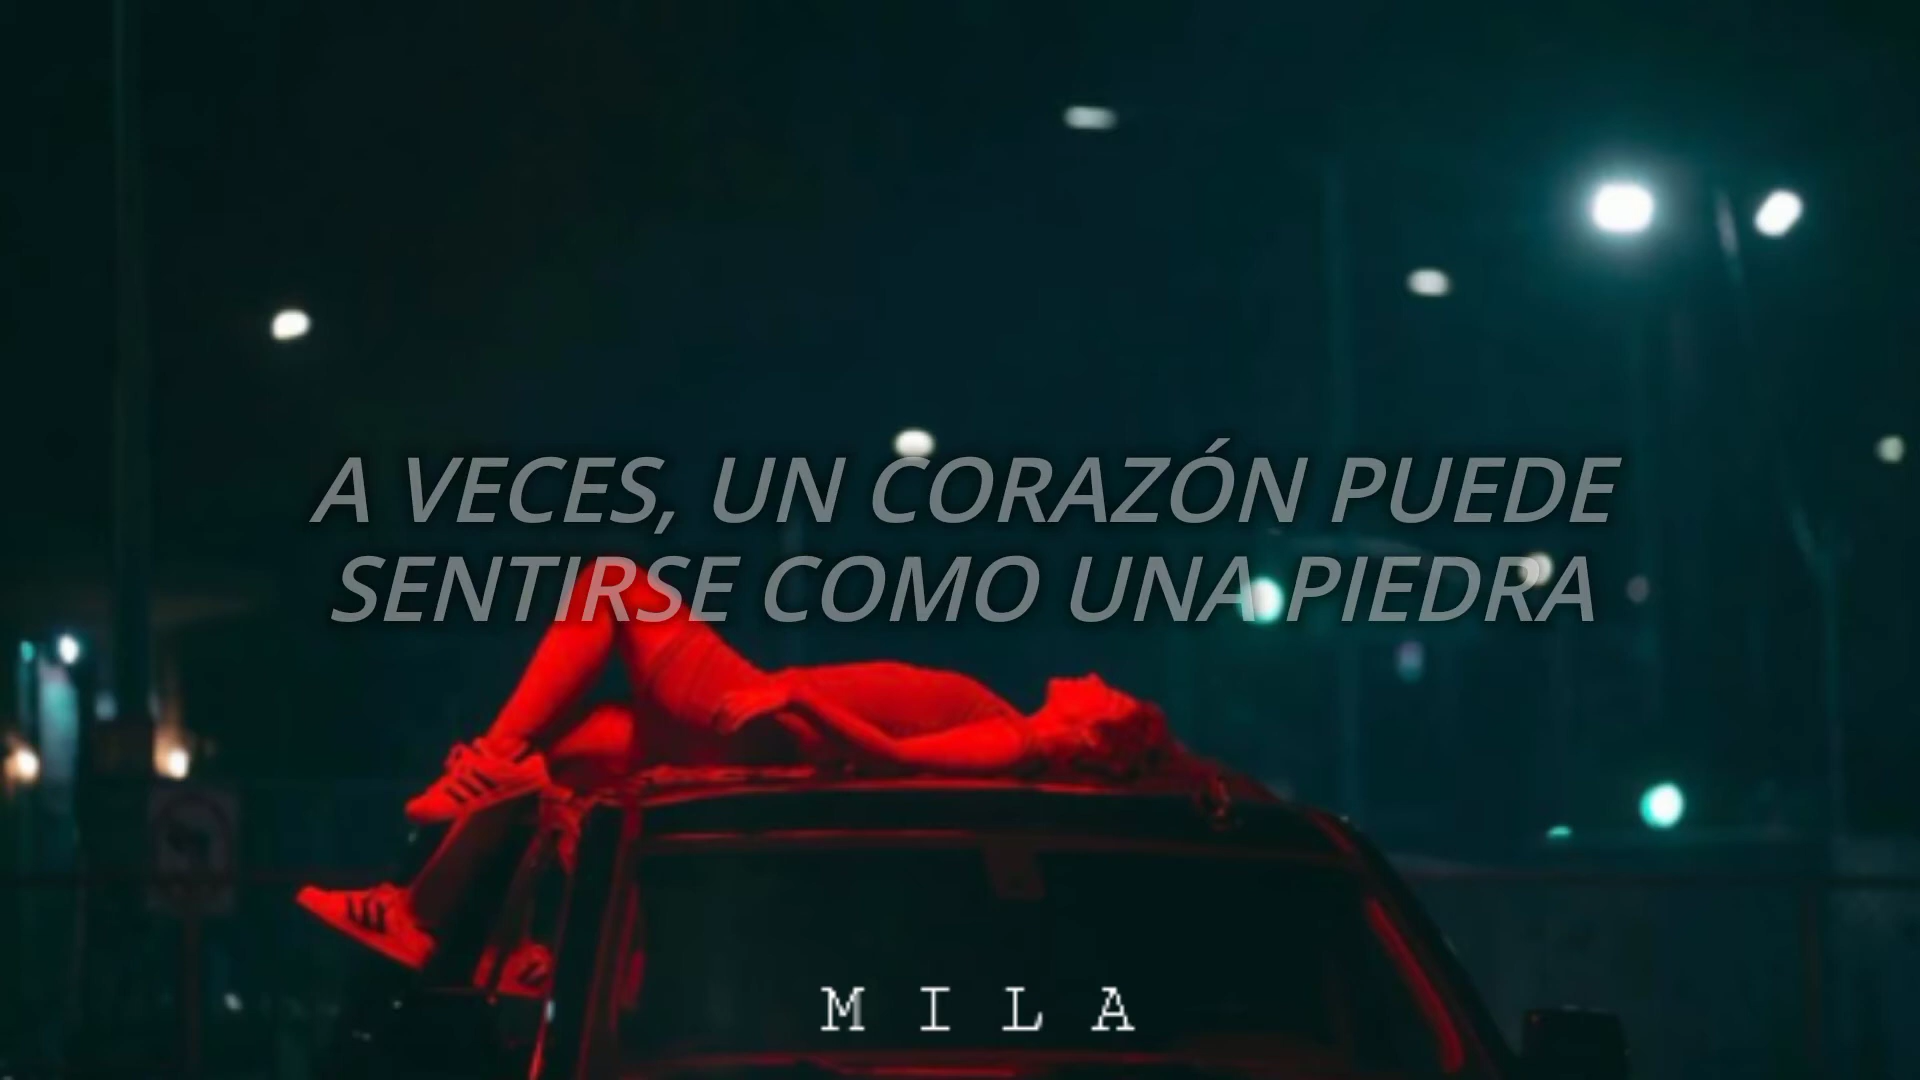 A VECES, UN CORAZÓN PUEDE
SENTIRSE COMO UNA PIEDRA
M I L A